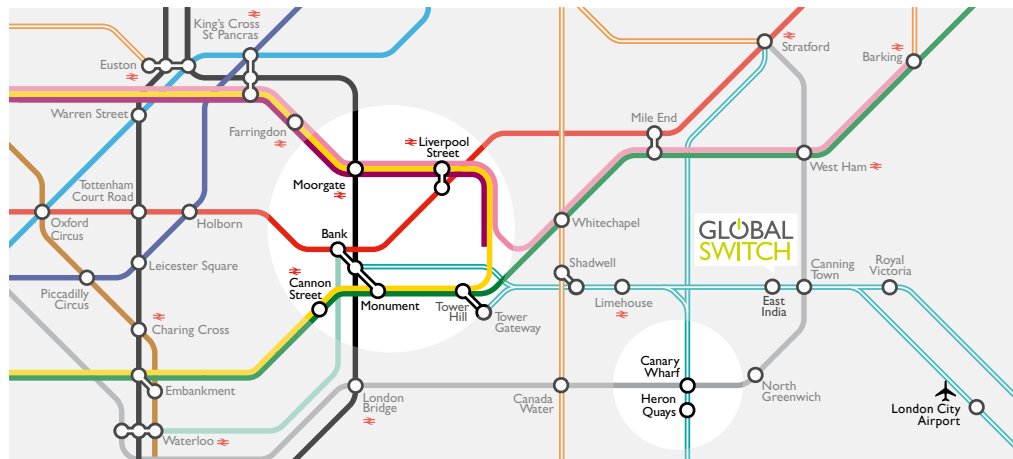 King's Cross
St Pancras
Euston
Stratford
Barking
Warren Street
Farringdon
Liverpool
Street
Mile End
Moorgate
West Ham
Tottenham
Court Road
Oxford
Circus
Holborn
Whitechapel
Bank
GLOBAL
SWITCH
Leicester Square
Cannon
Street
Monument
Tower
Hill
Tower
Gateway
Shadwell
Limehouse
East
India
Canning
Town
Royal
Victoria
Piccadilly
Circus
Charing Cross
Embankment
Waterloo
London
Bridge
Canada
Water
Canary
Wharf
Heron
Quays
North
Greenwich
London City
Airport